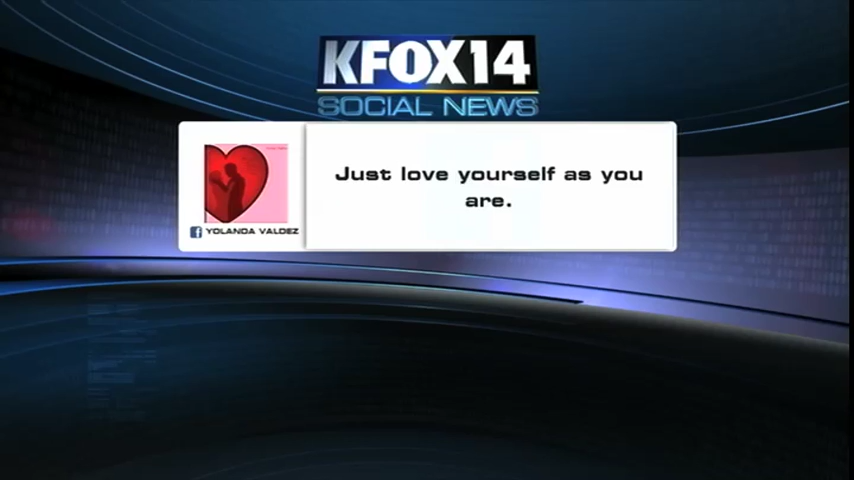 KFOX14
SOCIAL NEWS
Just love yourself as you
are.
YOLANDA VALDEZ